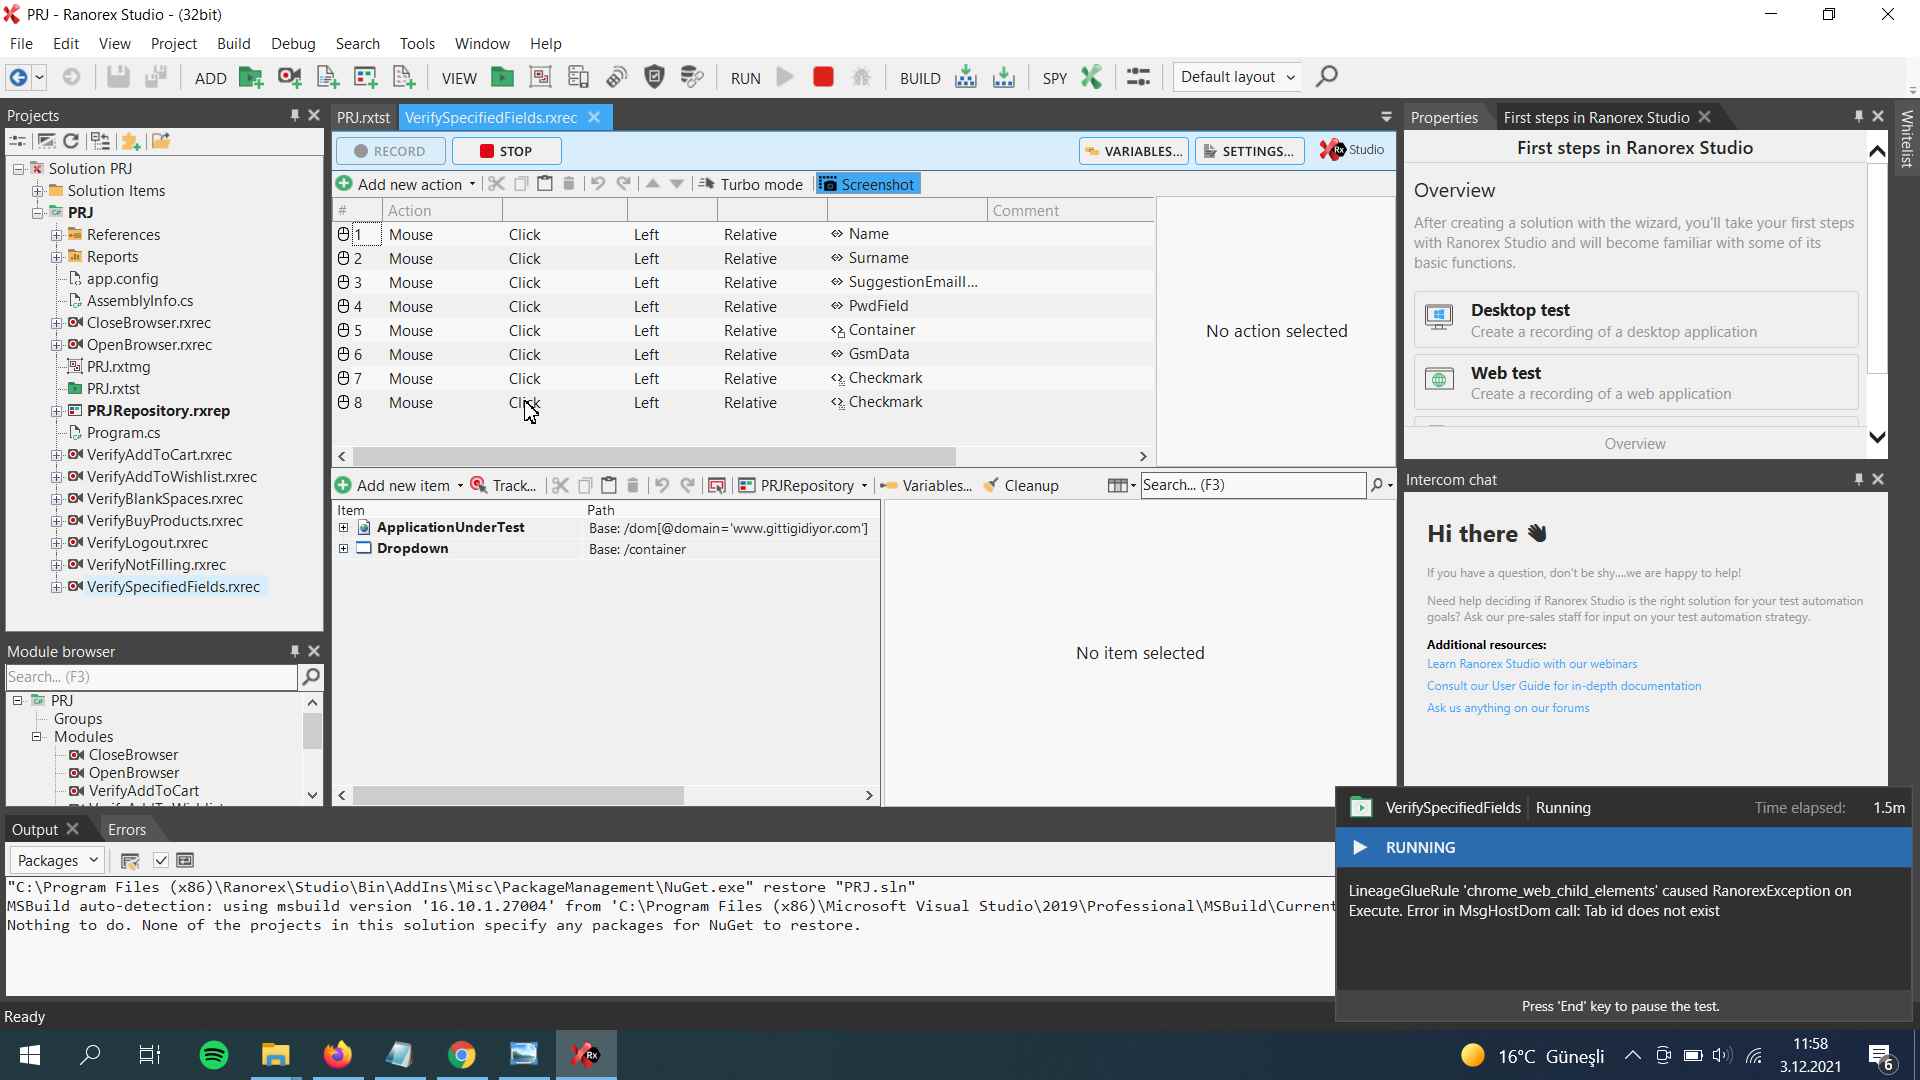 PRJ - Ranorex Studio - (32bit)
File Edit View Project Build Debug Search Tools Window Help
ADD VIEW RUN BUILD SPY Default layout
Projects
Solution PRJ
Solution Items
PRJ
References
Reports
app.config
AssemblyInfo.cs
CloseBrowser.rxrec
OpenBrowser.rxrec
PRJ.rxtmg
PRJ.rxtst
PRJRepository.rxrep
Program.cs
VerifyAddToCart.rxrec
VerifyAddToWishlist.rxrec
VerifyBlankSpaces.rxrec
VerifyBuyProducts.rxrec
VerifyLogout.rxrec
VerifyNotFilling.rxrec
VerifySpecifiedFields.rxrec
Module browser
Search... (F3)
PRJ
Groups
Modules
CloseBrowser
OpenBrowser
VerifyAddToCart
PRJ.rxtst VerifySpecifiedFields.rxrec
RECORD STOP VARIABLES... SETTINGS... Rx Studio
Add new action Turbo mode Screenshot
# Action Comment
1 Mouse Click Left Relative Name
2 Mouse Click Left Relative Surname
3 Mouse Click Left Relative SuggestionEmailI...
4 Mouse Click Left Relative PwdField
5 Mouse Click Left Relative Container
6 Mouse Click Left Relative GsmData
7 Mouse Click Left Relative Checkmark
8 Mouse Click Left Relative Checkmark
No action selected
Add new item Track... PRJRepository Variables... Cleanup Search... (F3)
Item Path
ApplicationUnderTest Base: /dom[@domain='www.gittigidiyor.com']
Dropdown Base: /container
No item selected
Properties First steps in Ranorex Studio
Whitelist
First steps in Ranorex Studio
Overview
After creating a solution with the wizard, you'll take your first steps
with Ranorex Studio and will become familiar with some of its
basic functions.
Desktop test
Create a recording of a desktop application
Web test
Create a recording of a web application
Overview
Intercom chat
Hi there
If you have a question, don't be shy....we are happy to help!
Need help deciding if Ranorex Studio is the right solution for your test automation
goals? Ask our pre-sales staff for input on your test automation strategy.
Additional resources:
Learn Ranorex Studio with our webinars
Consult our User Guide for in-depth documentation
Ask us anything on our forums
Output Errors
Packages
"C:\Program Files (x86)\Ranorex\Studio\Bin\AddIns\Misc\PackageManagement\NuGet.exe" restore "PRJ.sln"
MSBuild auto-detection: using msbuild version '16.10.1.27004' from 'C:\Program Files (x86)\Microsoft Visual Studio\2019\Professional\MSBuild\Current
Nothing to do. None of the projects in this solution specify any packages for NuGet to restore.
VerifySpecifiedFields Running Time elapsed: 1.5m
RUNNING
LineageGlueRule 'chrome_web_child_elements' caused RanorexException on
Execute. Error in MsgHostDom call: Tab id does not exist
Press 'End' key to pause the test.
Ready
Rx
16°C Güneşli
11:58
3.12.2021
6